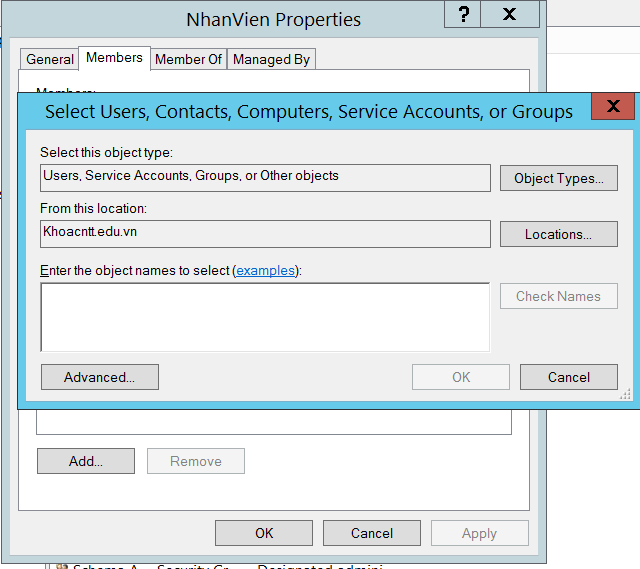 NhanVien Properties
? X
General Members Member Of Managed By
Members:
Select Users, Contacts, Computers, Service Accounts, or Groups X
Select this object type:
Users, Service Accounts, Groups, or Other objects Object Types...
From this location:
Khoacntt.edu.vn Locations...
Enter the object names to select (examples):
Check Names
Advanced... OK Cancel
Add... Remove
OK Cancel Apply
Schema A... Security Gr... Designated admini...